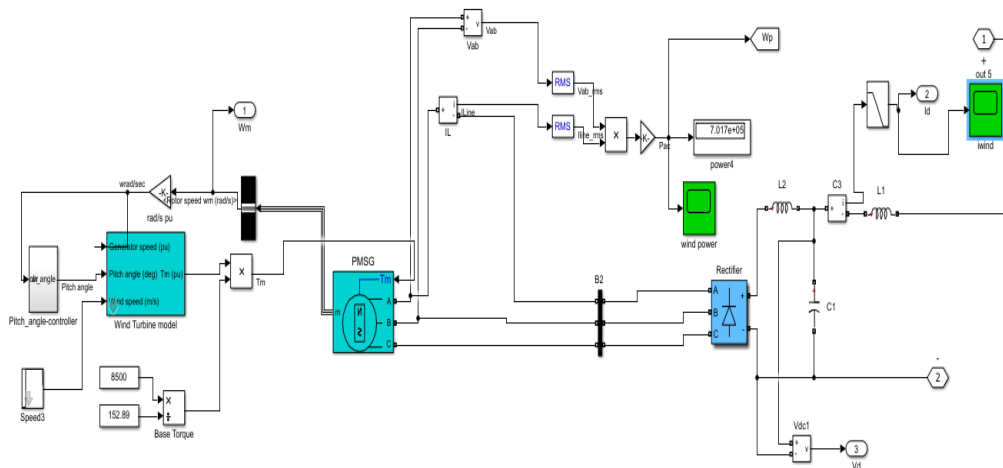 +
-
v
Vab
Vab
Wp
1
+
out 5
RMS
Vab_rms
+
i
-
ILine
IL
RMS
Iline_rms
×
K-
Pac
7.017e+05
power4
2
Id
iwind
1
Wm
wrad/sec
-K-
<Rotor speed wm (rad/s)>
rad/s pu
wind power
L2
C3
+
i
-
L1
Generator speed (pu)
Pitch angle (deg)
Tm (pu)
Wind speed (m/s)
Pitch angle
Pitch_angle-controller
Wind Turbine model
×
Tm
PMSG
Tm
m
N
S
A
B
C
B2
Rectifier
A
B
C
+
-
+
C1
-
2
Speed3
8500
152.89
×
÷
Base Torque
Vdc1
+
-
v
3
Vd